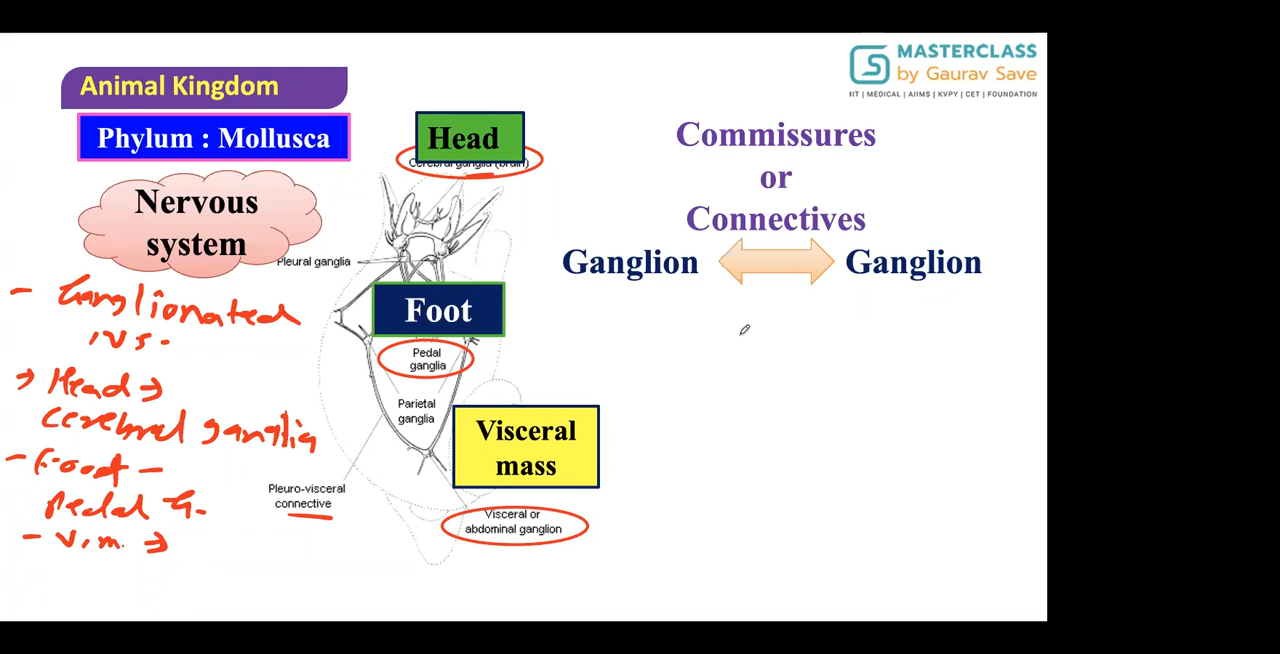 MASTERCLASS
by Gaurav Save
IIT | MEDICAL | AIIMS | KVPY | CET | FOUNDATION
Animal Kingdom
Phylum : Mollusca
Nervous
system
Head
Cerebral ganglia (brain)
Pleural ganglia
Foot
Pedal
ganglia
Parietal
ganglia
Visceral
mass
Pleuro-visceral
connective
Visceral or
abdominal ganglion
Commissures
or
Connectives
Ganglion
Ganglion
- Ganglionated
NS.
→ Head →
Cerebral ganglia
- Foot -
Pedal G.
- V.m. →